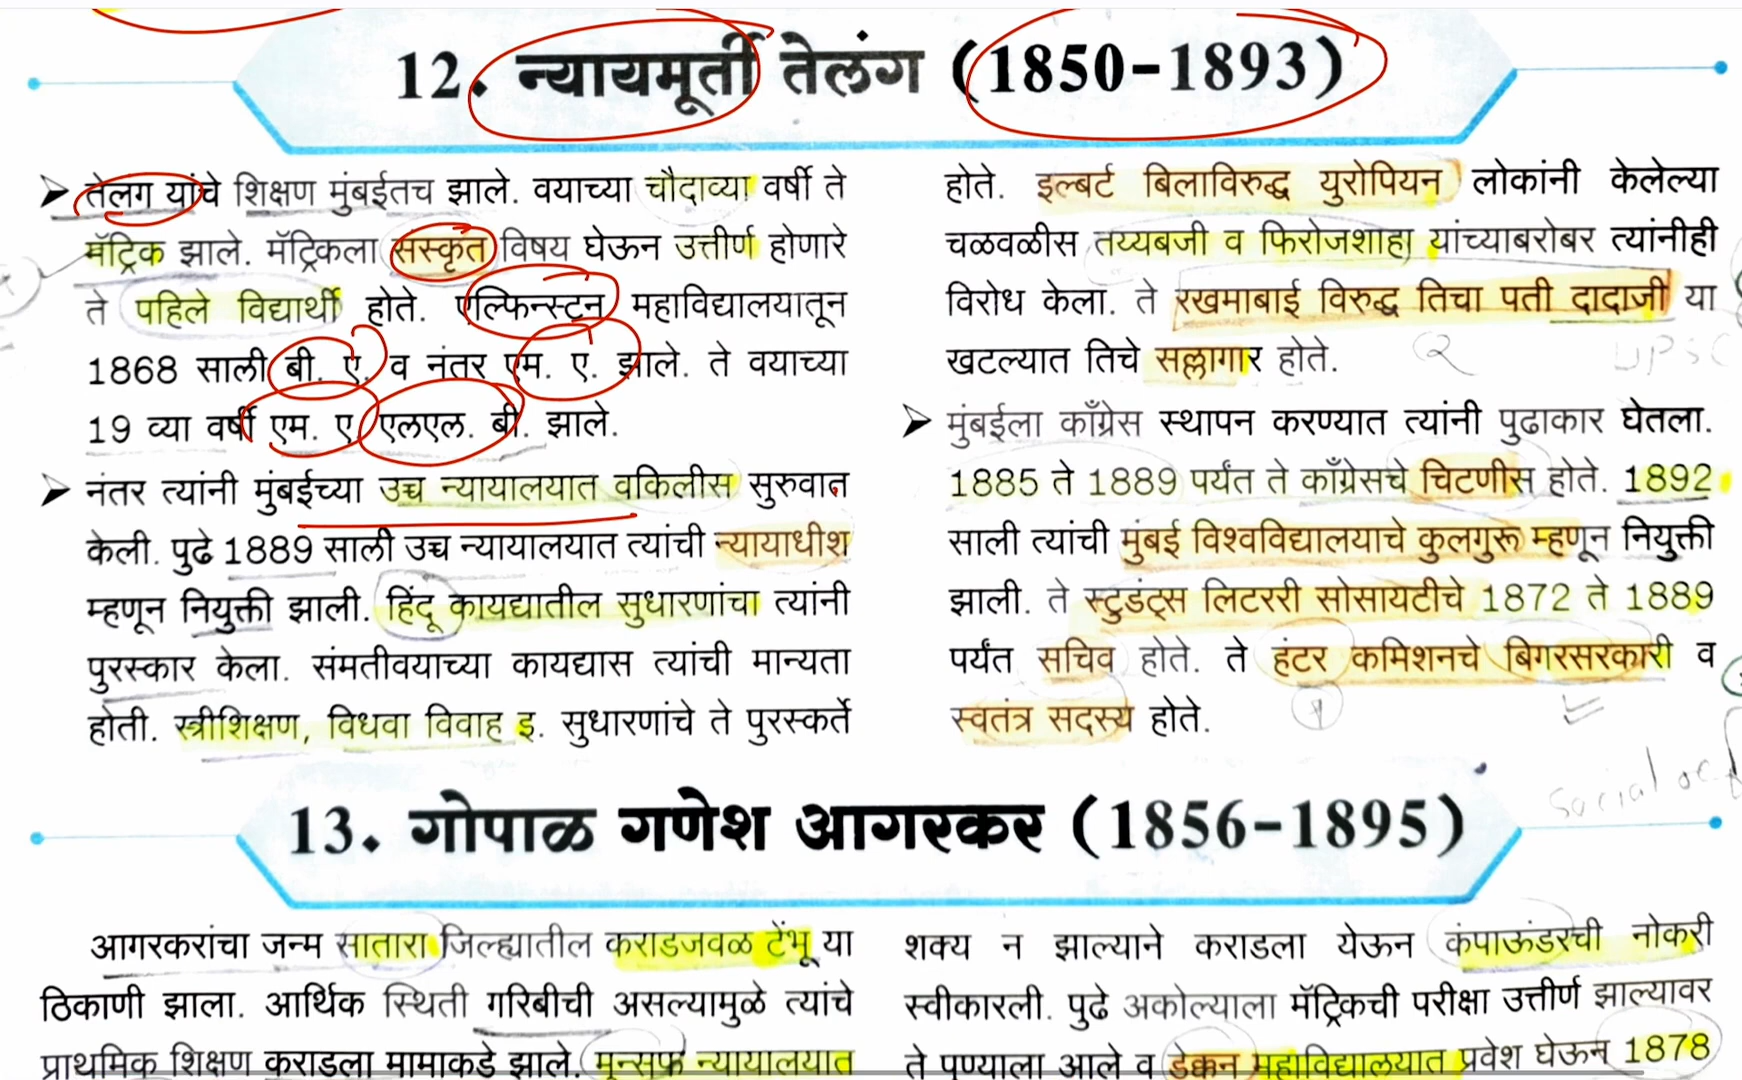 12. न्यायमूर्ती तेलंग (1850-1893)
➤ तेलग यांचे शिक्षण मुंबईतच झाले. वयाच्या चौदाव्या वर्षी ते
मॅट्रिक झाले. मॅट्रिकला संस्कृत विषय घेऊन उत्तीर्ण होणारे
ते पहिले विद्यार्थी होते. एल्फिन्स्टन महाविद्यालयातून
1868 साली बी. ए. व नंतर एम. ए. झाले. ते वयाच्या
19 व्या वर्षी एम. ए एलएल. बी. झाले.
➤ नंतर त्यांनी मुंबईच्या उच्च न्यायालयात वकिलीस सुरुवात
केली. पुढे 1889 साली उच्च न्यायालयात त्यांची न्यायाधीश
म्हणून नियुक्ती झाली. हिंदू कायद्यातील सुधारणांचा त्यांनी
पुरस्कार केला. संमतीवयाच्या कायद्यास त्यांची मान्यता
होती. स्त्रीशिक्षण, विधवा विवाह इ. सुधारणांचे ते पुरस्कर्ते
होते. इल्बर्ट बिलाविरुद्ध युरोपियन लोकांनी केलेल्या
चळवळीस तय्यबजी व फिरोजशाहा यांच्याबरोबर त्यांनीही
विरोध केला. ते रखमाबाई विरुद्ध तिचा पती दादाजी या
खटल्यात तिचे सल्लागार होते.
Q UPSC
➤ मुंबईला काँग्रेस स्थापन करण्यात त्यांनी पुढाकार घेतला.
1885 ते 1889 पर्यंत ते काँग्रेसचे चिटणीस होते. 1892
साली त्यांची मुंबई विश्वविद्यालयाचे कुलगुरू म्हणून नियुक्ती
झाली. ते स्टुडंट्स लिटररी सोसायटीचे 1872 ते 1889
पर्यंत सचिव होते. ते हंटर कमिशनचे बिगरसरकारी व
स्वतंत्र सदस्य होते.
Social
13. गोपाळ गणेश आगरकर (1856-1895)
आगरकरांचा जन्म सातारा जिल्ह्यातील कराडजवळ टेंभू या
ठिकाणी झाला. आर्थिक स्थिती गरिबीची असल्यामुळे त्यांचे
प्राथमिक शिक्षण कराडला मामाकडे झाले. मुन्सफ न्यायालयात
शक्य न झाल्याने कराडला येऊन कंपाऊंडरची नोकरी
स्वीकारली. पुढे अकोल्याला मॅट्रिकची परीक्षा उत्तीर्ण झाल्यावर
ते पुण्याला आले व डेक्कन महाविद्यालयात प्रवेश घेऊन 1878